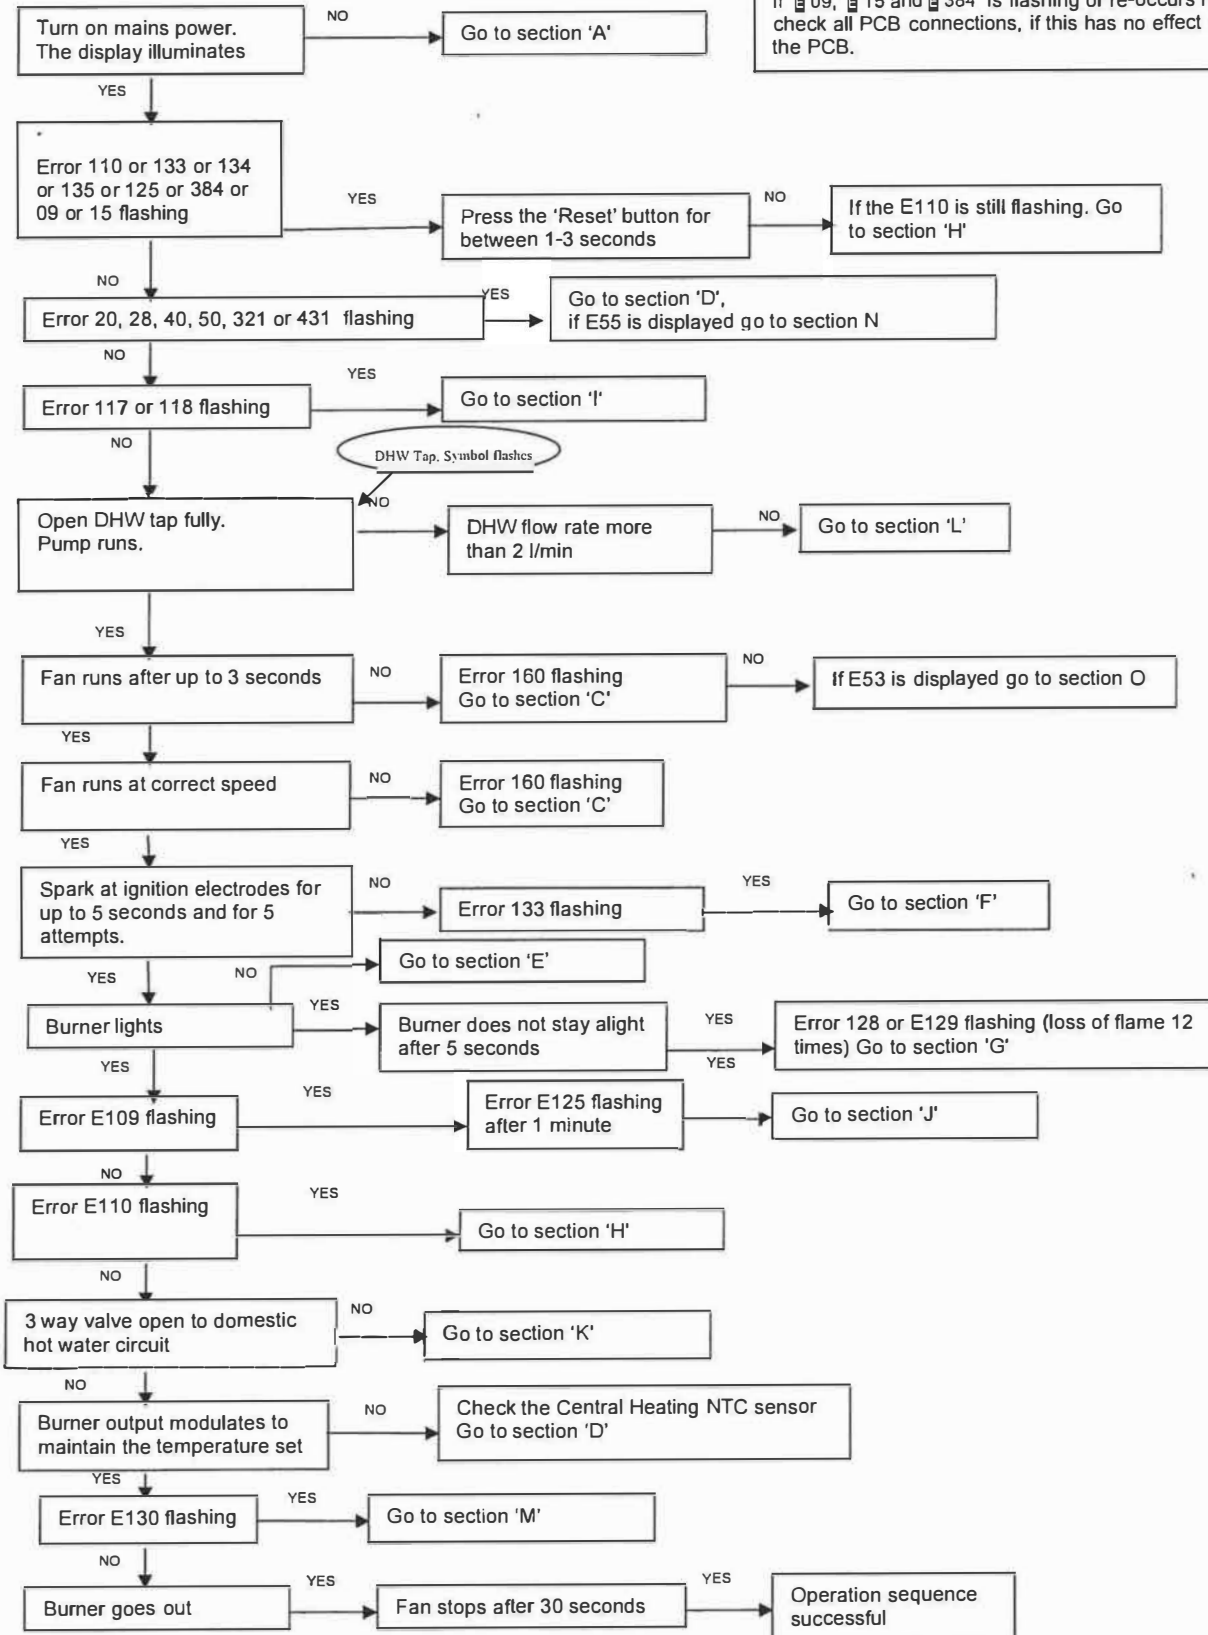 If E 09, E 15 and E 384 is flashing or re-occurs
check all PCB connections, if this has no effect
the PCB.
Turn on mains power.
The display illuminates
NO
Go to section 'A'
YES
Error 110 or 133 or 134
or 135 or 125 or 384 or
09 or 15 flashing
YES
Press the 'Reset' button for
between 1-3 seconds
NO
If the E110 is still flashing. Go
to section 'H'
NO
Error 20, 28, 40, 50, 321 or 431 flashing
YES
Go to section 'D',
if E55 is displayed go to section N
NO
Error 117 or 118 flashing
YES
Go to section 'I'
NO
DHW Tap. Symbol flashes
Open DHW tap fully.
Pump runs.
NO
DHW flow rate more
than 2 l/min
NO
Go to section 'L'
YES
Fan runs after up to 3 seconds
NO
Error 160 flashing
Go to section 'C'
NO
If E53 is displayed go to section O
YES
Fan runs at correct speed
NO
Error 160 flashing
Go to section 'C'
YES
Spark at ignition electrodes for
up to 5 seconds and for 5
attempts.
NO
Error 133 flashing
YES
Go to section 'F'
YES
NO
Go to section 'E'
Burner lights
YES
Burner does not stay alight
after 5 seconds
YES
YES
Error 128 or E129 flashing (loss of flame 12
times) Go to section 'G'
YES
Error E109 flashing
YES
Error E125 flashing
after 1 minute
Go to section 'J'
NO
Error E110 flashing
YES
Go to section 'H'
NO
3 way valve open to domestic
hot water circuit
NO
Go to section 'K'
NO
Burner output modulates to
maintain the temperature set
NO
Check the Central Heating NTC sensor
Go to section 'D'
YES
Error E130 flashing
YES
Go to section 'M'
NO
Burner goes out
YES
Fan stops after 30 seconds
YES
Operation sequence
successful